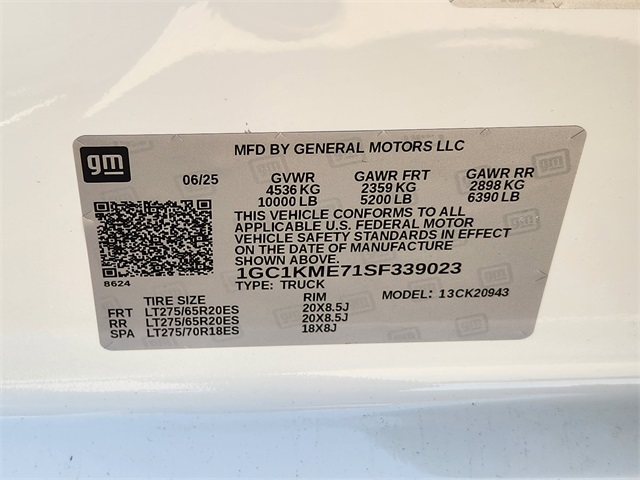 gm
MFD BY GENERAL MOTORS LLC
06/25 GVWR GAWR FRT GAWR RR
4536 KG 2359 KG 2898 KG
10000 LB 5200 LB 6390 LB
THIS VEHICLE CONFORMS TO ALL
APPLICABLE U.S. FEDERAL MOTOR
VEHICLE SAFETY STANDARDS IN EFFECT
ON THE DATE OF MANUFACTURE
SHOWN ABOVE.
8624
1GC1KME71SF339023
TYPE: TRUCK MODEL: 13CK20943
TIRE SIZE RIM
FRT LT275/65R20ES 20X8.5J
RR LT275/65R20ES 20X8.5J
SPA LT275/70R18ES 18X8J